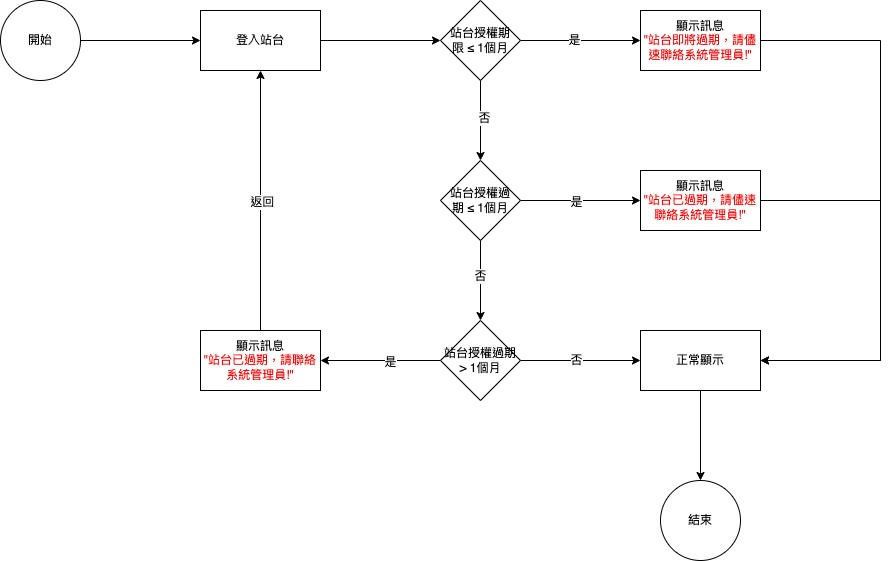 開始
登入站台
站台授權期
限 ≤ 1個月
是
顯示訊息
"站台即將過期，請儘
速聯絡系統管理員!"
否
站台授權過
期 ≤ 1個月
是
顯示訊息
"站台已過期，請儘速
聯絡系統管理員!"
返回
否
顯示訊息
"站台已過期，請聯絡
系統管理員!"
是
站台授權過期
> 1個月
否
正常顯示
結束